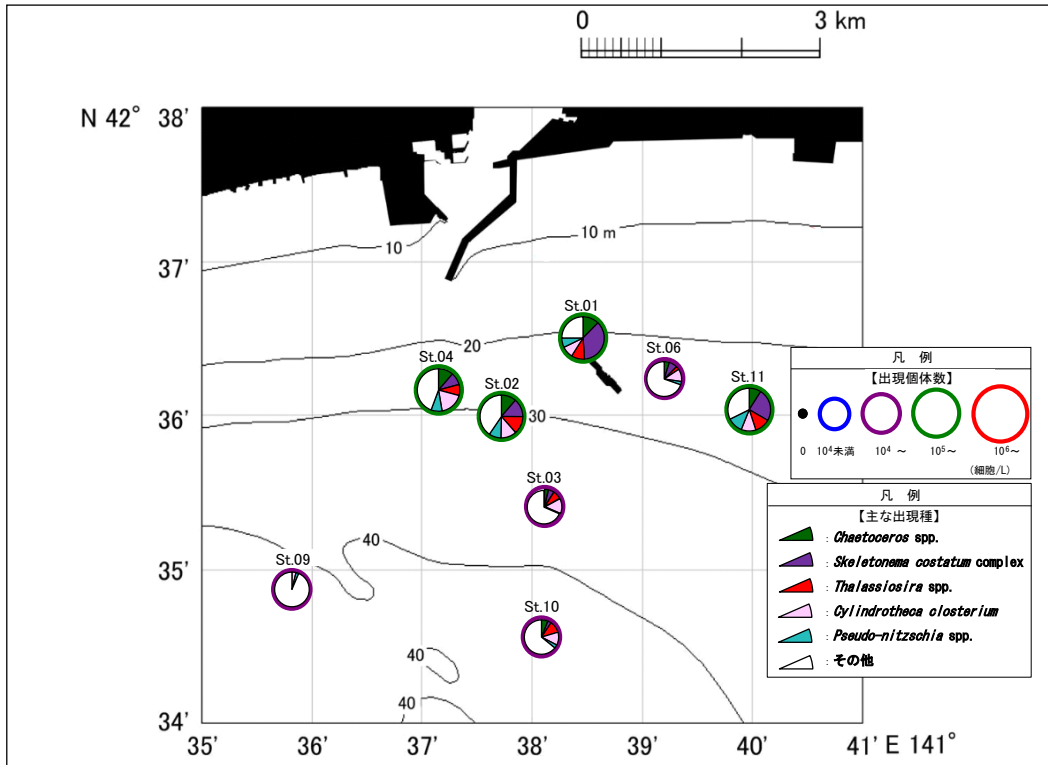 0 3 km
N 42° 38'
10
10 m
37'
St.01
20
St.04
St.06
St.02
St.11
36'
30
凡 例
【出現個体数】
0 10⁴未満 10⁴ ~ 10⁵~ 10⁶~
(細胞/L)
St.03
凡 例
【主な出現種】
: Chaetoceros spp.
: Skeletonema costatum complex
: Thalassiosira spp.
: Cylindrotheca closterium
: Pseudo-nitzschia spp.
: その他
40
St.09
35'
St.10
40
40
34'
35' 36' 37' 38' 39' 40' 41' E 141°